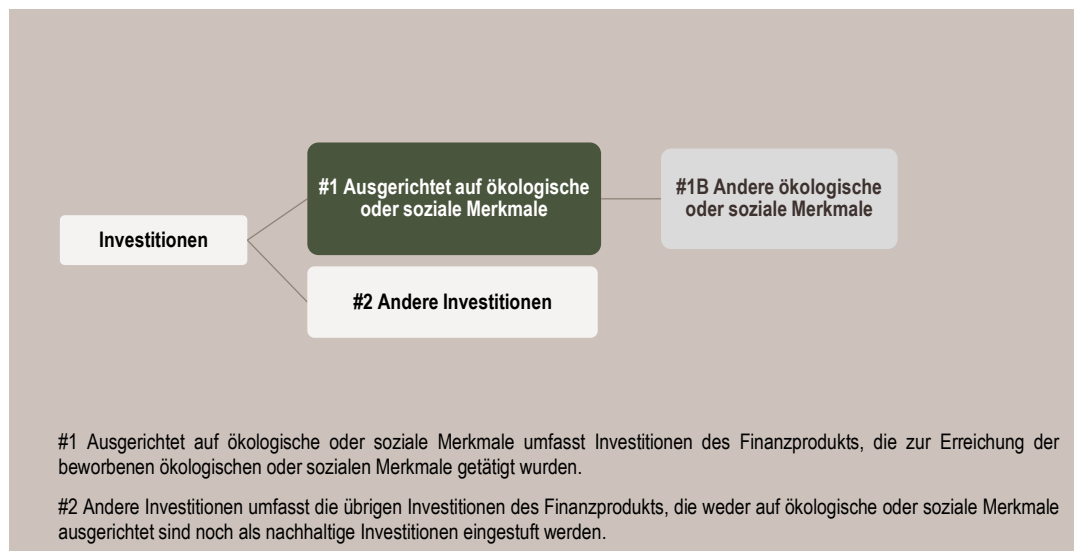 #1 Ausgerichtet auf ökologische
oder soziale Merkmale
#1B Andere ökologische
oder soziale Merkmale
Investitionen
#2 Andere Investitionen
#1 Ausgerichtet auf ökologische oder soziale Merkmale umfasst Investitionen des Finanzprodukts, die zur Erreichung der
beworbenen ökologischen oder sozialen Merkmale getätigt wurden.
#2 Andere Investitionen umfasst die übrigen Investitionen des Finanzprodukts, die weder auf ökologische oder soziale Merkmale
ausgerichtet sind noch als nachhaltige Investitionen eingestuft werden.